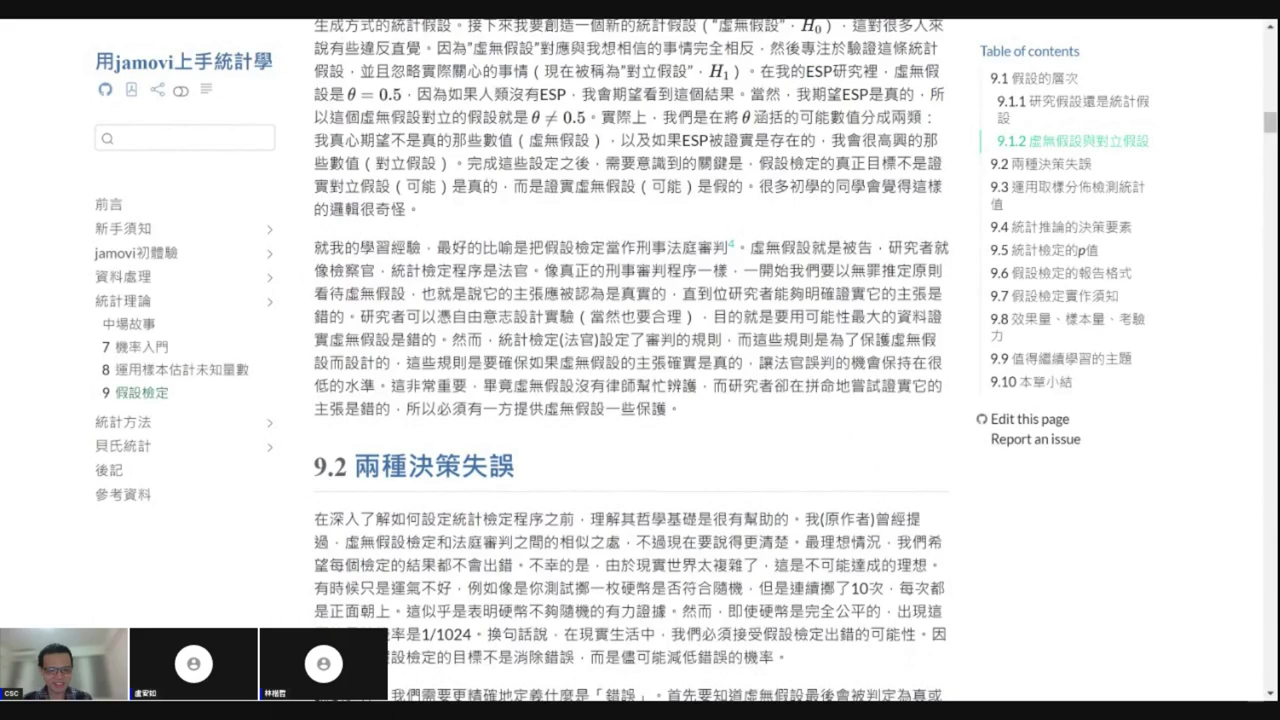 用jamovi上手統計學
前言
新手須知
jamovi初體驗
資料處理
統計理論
中場故事
7 機率入門
8 運用樣本估計未知量數
9 假設檢定
統計方法
貝氏統計
後記
參考資料
生成方式的統計假設。接下來我要創造一個新的統計假設（"虛無假設"，H₀），這對很多人來
說有些違反直覺。因為"虛無假設"對應與我想相信的事情完全相反，然後專注於驗證這條統計
假設，並且忽略實際關心的事情（現在被稱為"對立假設"，H₁）。在我的ESP研究裡，虛無假
設是 θ = 0.5，因為如果人類沒有ESP，我會期望看到這個結果。當然，我期望ESP是真的，所
以這個虛無假設對立的假設就是 θ ≠ 0.5。實際上，我們是在將 θ 涵括的可能數值分成兩類：
我真心期望不是真的那些數值（虛無假設），以及如果ESP被證實是存在的，我會很高興的那
些數值（對立假設）。完成這些設定之後，需要意識到的關鍵是，假設檢定的真正目標不是證
實對立假設（可能）是真的，而是證實虛無假設（可能）是假的。很多初學的同學會覺得這樣
的邏輯很奇怪。
就我的學習經驗，最好的比喻是把假設檢定當作刑事法庭審判4。虛無假設就是被告，研究者就
像檢察官，統計檢定程序是法官。像真正的刑事審判程序一樣，一開始我們要以無罪推定原則
看待虛無假設，也就是說它的主張應被認為是真實的，直到位研究者能夠明確證實它的主張是
錯的。研究者可以憑自由意志設計實驗（當然也要合理），目的就是要用可能性最大的資料證
實虛無假設是錯的。然而，統計檢定(法官)設定了審判的規則，而這些規則是為了保護虛無假
設而設計的，這些規則是要確保如果虛無假設的主張確實是真的，讓法官誤判的機會保持在很
低的水準。這非常重要，畢竟虛無假設沒有律師幫忙辨護，而研究者卻在拼命地嘗試證實它的
主張是錯的，所以必須有一方提供虛無假設一些保護。
9.2 兩種決策失誤
在深入了解如何設定統計檢定程序之前，理解其哲學基礎是很有幫助的。我(原作者)曾經提
過，虛無假設檢定和法庭審判之間的相似之處，不過現在要說得更清楚。最理想情況，我們希
望每個檢定的結果都不會出錯。不幸的是，由於現實世界太複雜了，這是不可能達成的理想。
有時候只是運氣不好，例如像是你測試擲一枚硬幣是否符合隨機，但是連續擲了10次，每次都
是正面朝上。這似乎是表明硬幣不夠隨機的有力證據。然而，即使硬幣是完全公平的，出現這
率是1/1024。換句話說，在現實生活中，我們必須接受假設檢定出錯的可能性。因
設檢定的目標不是消除錯誤，而是儘可能減低錯誤的機率。
我們需要更精確地定義什麼是「錯誤」。首先要知道虛無假設最後會被判定為真或
Table of contents
9.1 假設的層次
9.1.1 研究假設還是統計假
設
9.1.2 虛無假設與對立假設
9.2 兩種決策失誤
9.3 運用取樣分佈檢測統計
值
9.4 統計推論的決策要素
9.5 統計檢定的p值
9.6 假設檢定的報告格式
9.7 假設檢定實作須知
9.8 效果量、樣本量、考驗
力
9.9 值得繼續學習的主題
9.10 本單小結
Edit this page
Report an issue
CSC
盧安如